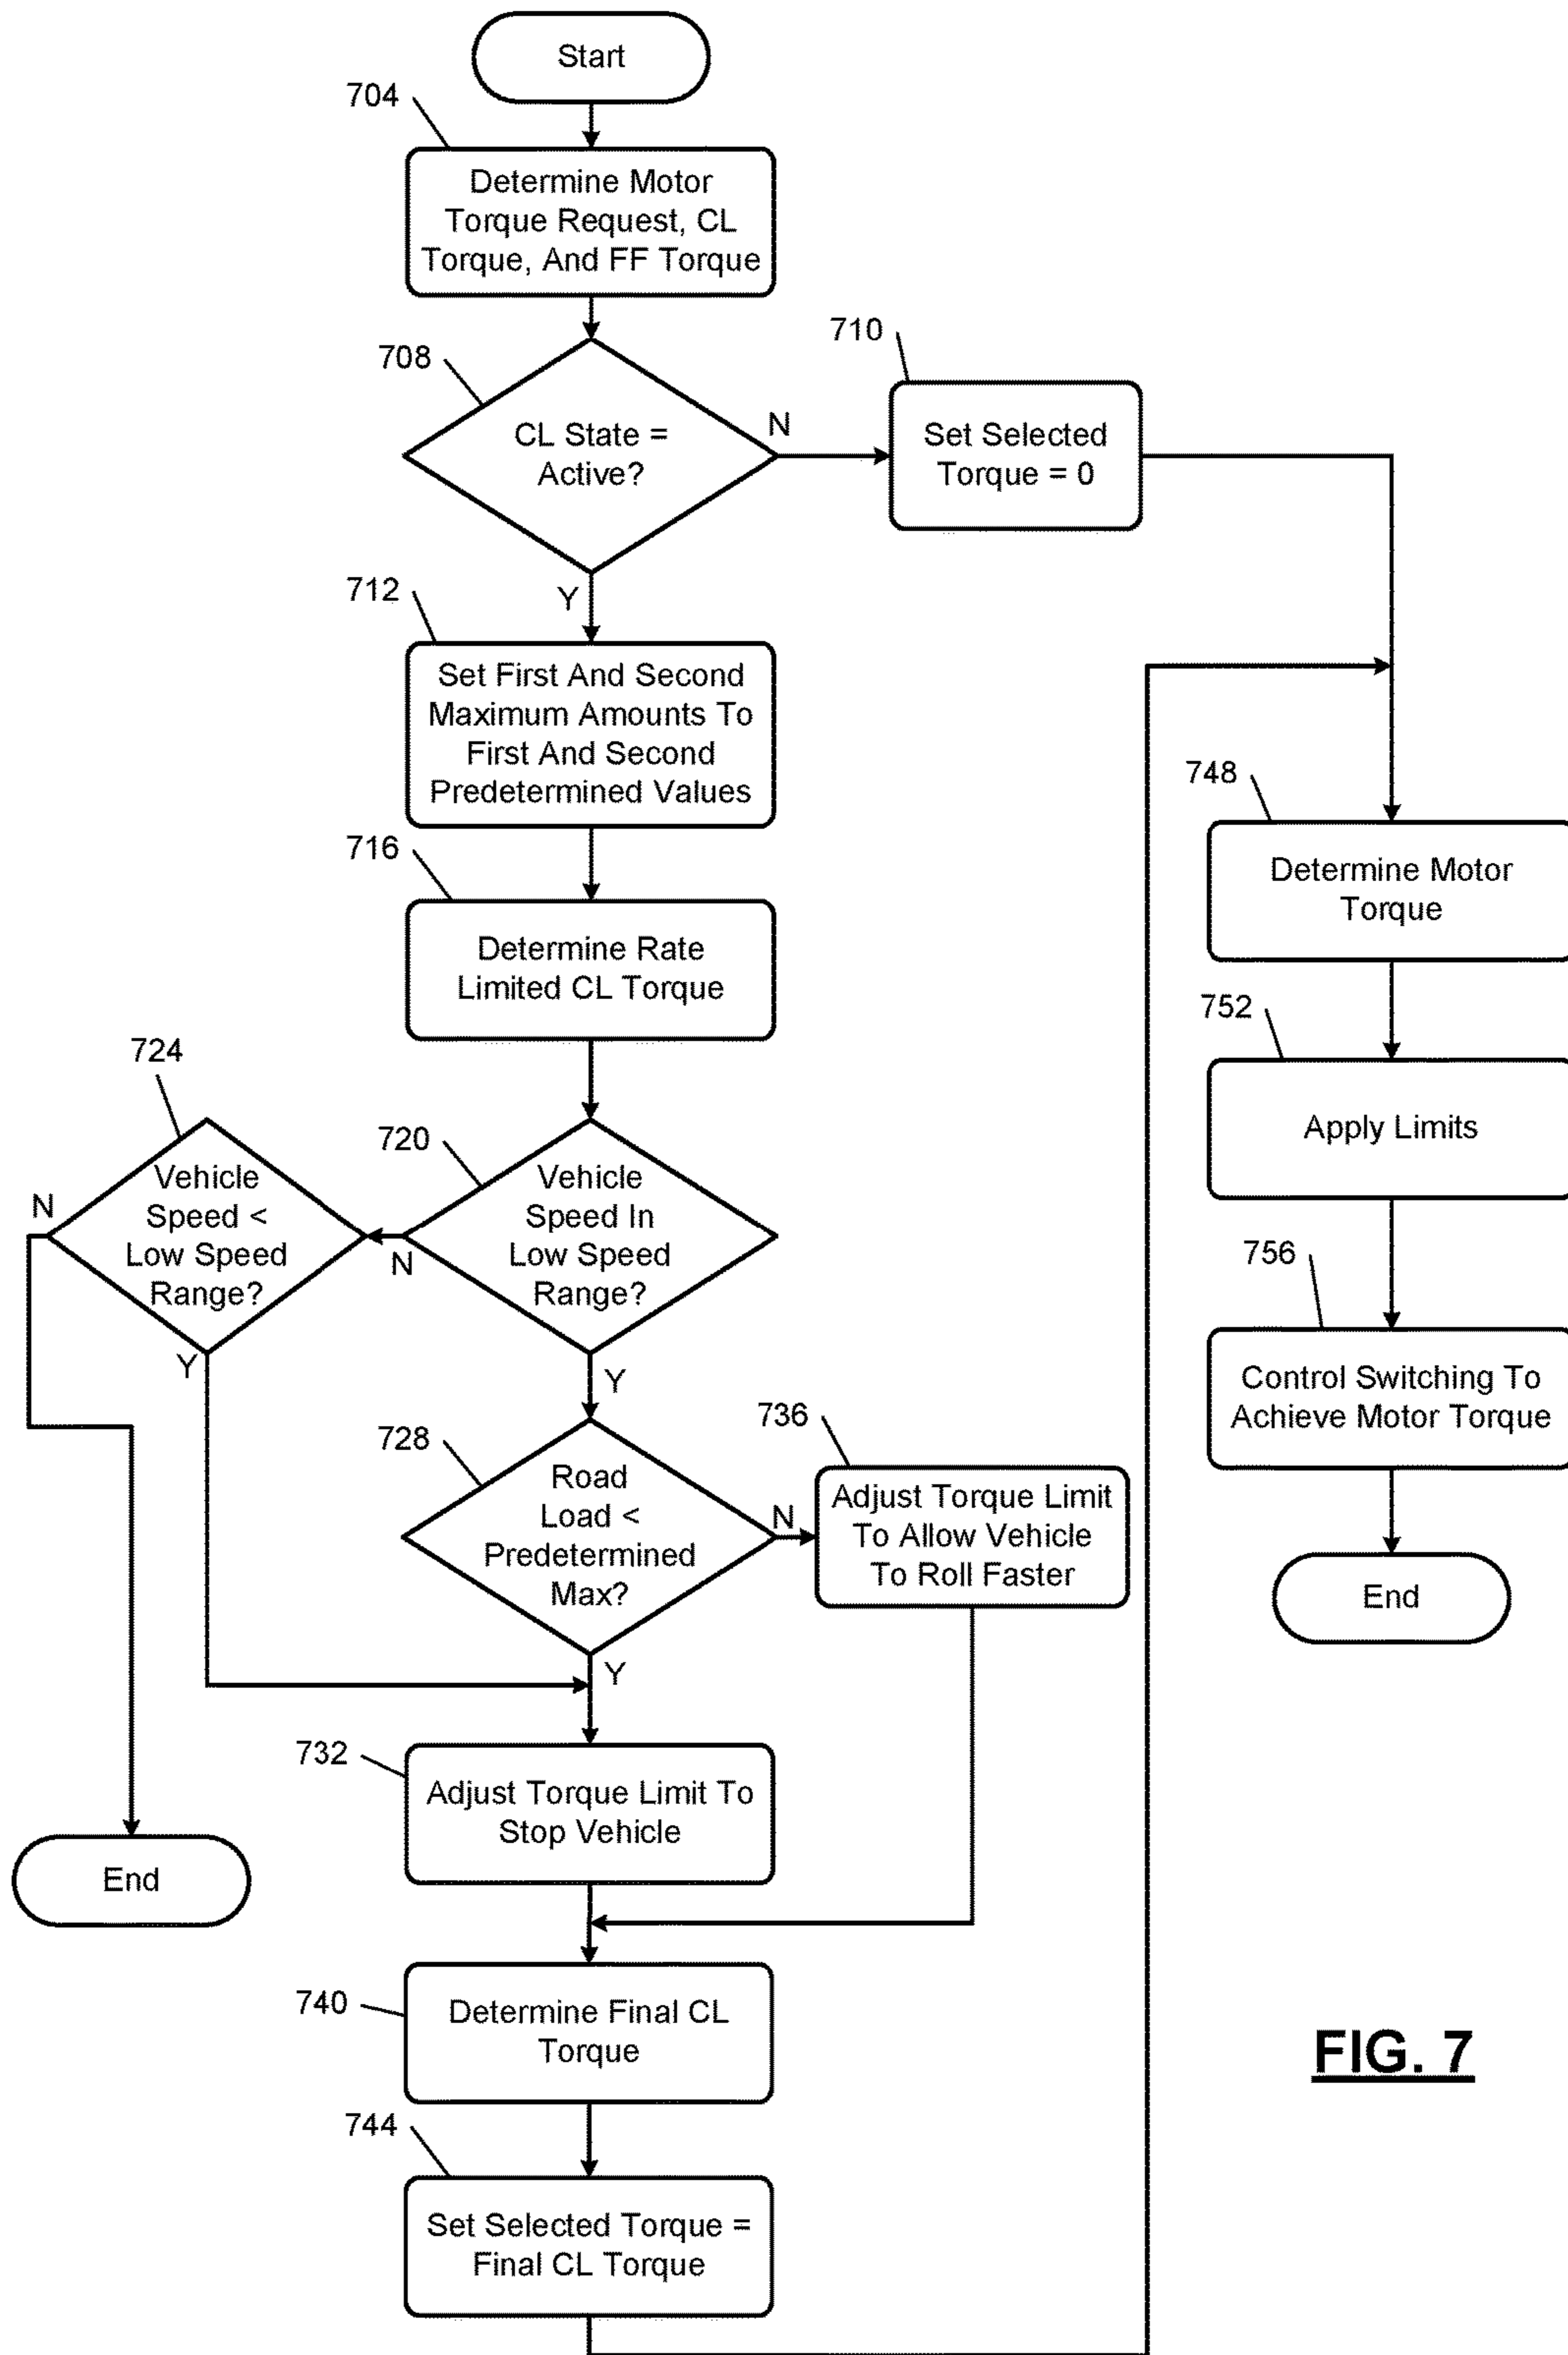 Start
704
Determine Motor
Torque Request, CL
Torque, And FF Torque
708
CL State =
Active?
N
Y
710
Set Selected
Torque = 0
712
Set First And Second
Maximum Amounts To
First And Second
Predetermined Values
716
Determine Rate
Limited CL Torque
720
Vehicle
Speed In
Low Speed
Range?
N
Y
724
Vehicle
Speed <
Low Speed
Range?
N
Y
End
728
Road
Load <
Predetermined
Max?
N
Y
736
Adjust Torque Limit
To Allow Vehicle
To Roll Faster
732
Adjust Torque Limit To
Stop Vehicle
740
Determine Final CL
Torque
744
Set Selected Torque =
Final CL Torque
748
Determine Motor
Torque
752
Apply Limits
756
Control Switching To
Achieve Motor Torque
End
FIG. 7